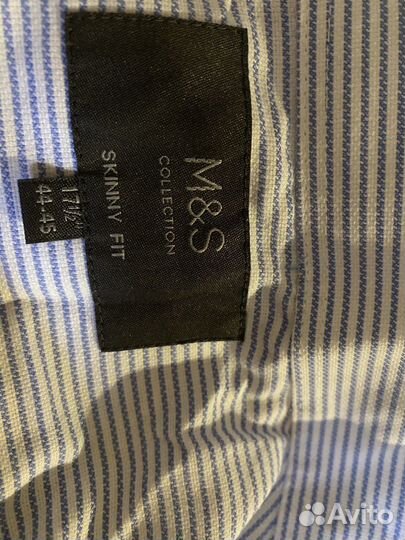 M&S
COLLECTION
SKINNY FIT
17½"
44-45
Avito